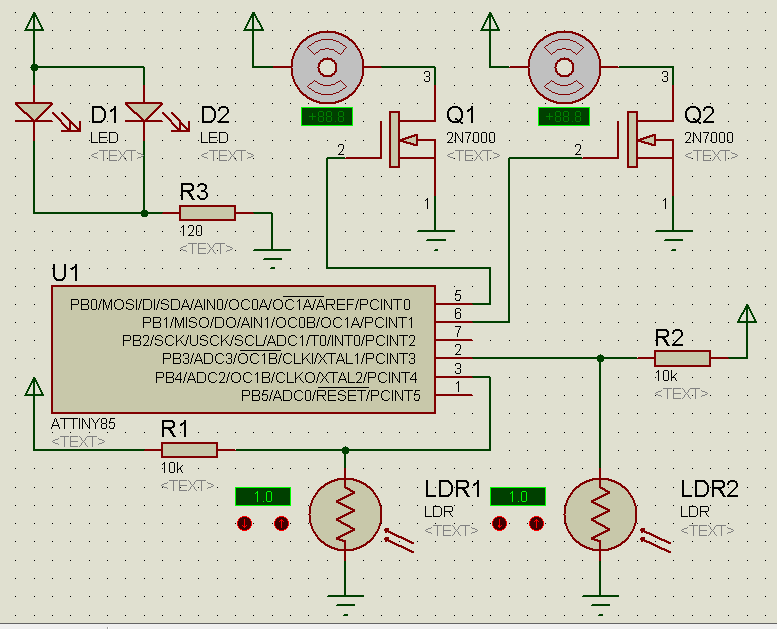 D1
LED
<TEXT>
D2
LED
<TEXT>
+88.8
3
Q1
2N7000
<TEXT>
2
1
+88.8
3
Q2
2N7000
<TEXT>
2
1
R3
120
<TEXT>
U1
PB0/MOSI/DI/SDA/AIN0/OC0A/OC1A/AREF/PCINT0 5
PB1/MISO/DO/AIN1/OC0B/OC1A/PCINT1 6
PB2/SCK/USCK/SCL/ADC1/T0/INT0/PCINT2 7
PB3/ADC3/OC1B/CLKI/XTAL1/PCINT3 2
PB4/ADC2/OC1B/CLKO/XTAL2/PCINT4 3
PB5/ADC0/RESET/PCINT5 1
ATTINY85
<TEXT>
R2
10k
<TEXT>
R1
10k
<TEXT>
1.0
LDR1
LDR
<TEXT>
1.0
LDR2
LDR
<TEXT>